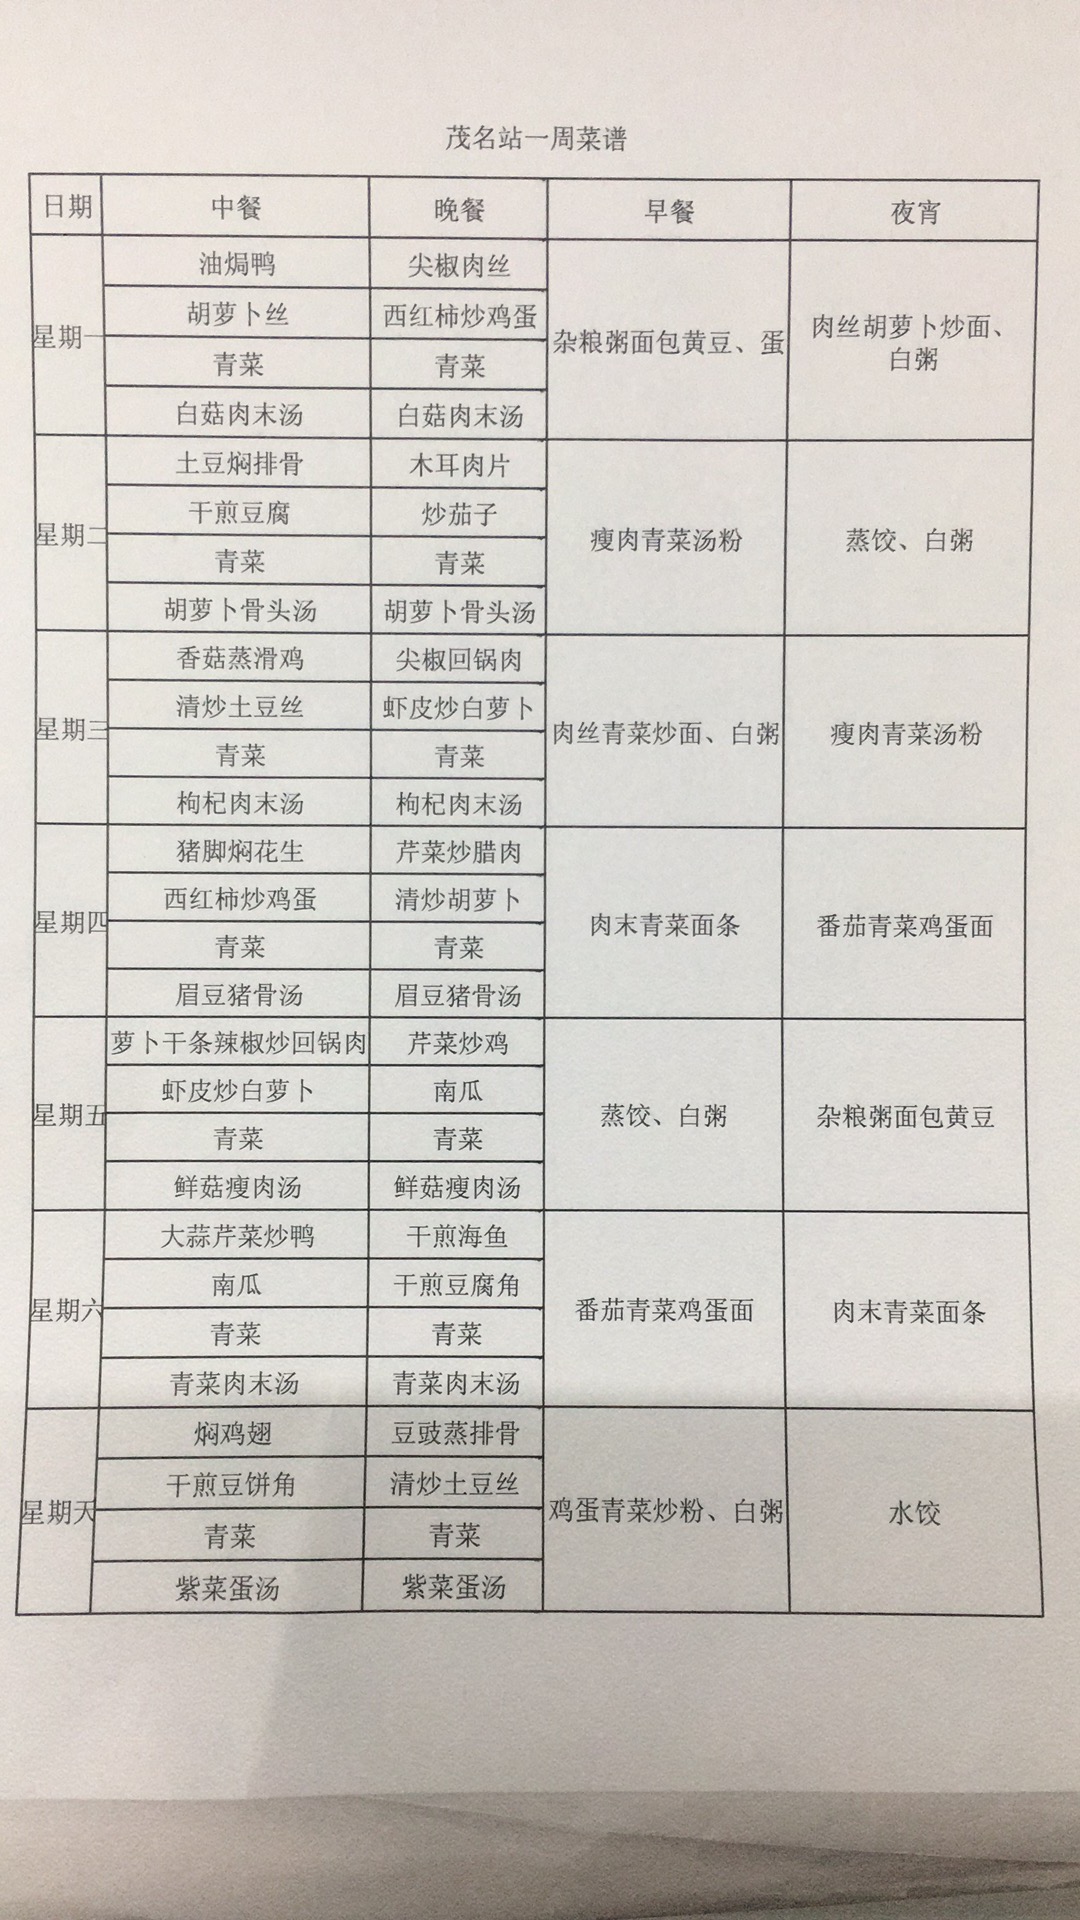 茂名站一周菜谱
日期 中餐 晚餐 早餐 夜宵
油焗鸭 尖椒肉丝
胡萝卜丝 西红柿炒鸡蛋
星期一 杂粮粥面包黄豆、蛋 肉丝胡萝卜炒面、
白粥
青菜 青菜
白菇肉末汤 白菇肉末汤
土豆焖排骨 木耳肉片
干煎豆腐 炒茄子
星期二 瘦肉青菜汤粉 蒸饺、白粥
青菜 青菜
胡萝卜骨头汤 胡萝卜骨头汤
香菇蒸滑鸡 尖椒回锅肉
清炒土豆丝 虾皮炒白萝卜
星期三 肉丝青菜炒面、白粥 瘦肉青菜汤粉
青菜 青菜
枸杞肉末汤 枸杞肉末汤
猪脚焖花生 芹菜炒腊肉
西红柿炒鸡蛋 清炒胡萝卜
星期四 肉末青菜面条 番茄青菜鸡蛋面
青菜 青菜
眉豆猪骨汤 眉豆猪骨汤
萝卜干条辣椒炒回锅肉 芹菜炒鸡
虾皮炒白萝卜 南瓜
星期五 蒸饺、白粥 杂粮粥面包黄豆
青菜 青菜
鲜菇瘦肉汤 鲜菇瘦肉汤
大蒜芹菜炒鸭 干煎海鱼
南瓜 干煎豆腐角
星期六 番茄青菜鸡蛋面 肉末青菜面条
青菜 青菜
青菜肉末汤 青菜肉末汤
焖鸡翅 豆豉蒸排骨
干煎豆饼角 清炒土豆丝
星期天 鸡蛋青菜炒粉、白粥 水饺
青菜 青菜
紫菜蛋汤 紫菜蛋汤